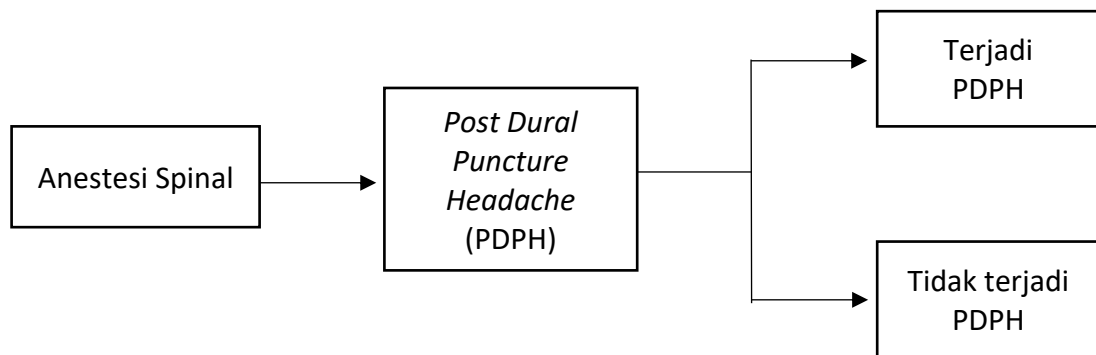 Anestesi Spinal
Post Dural
Puncture
Headache
(PDPH)
Terjadi
PDPH
Tidak terjadi
PDPH